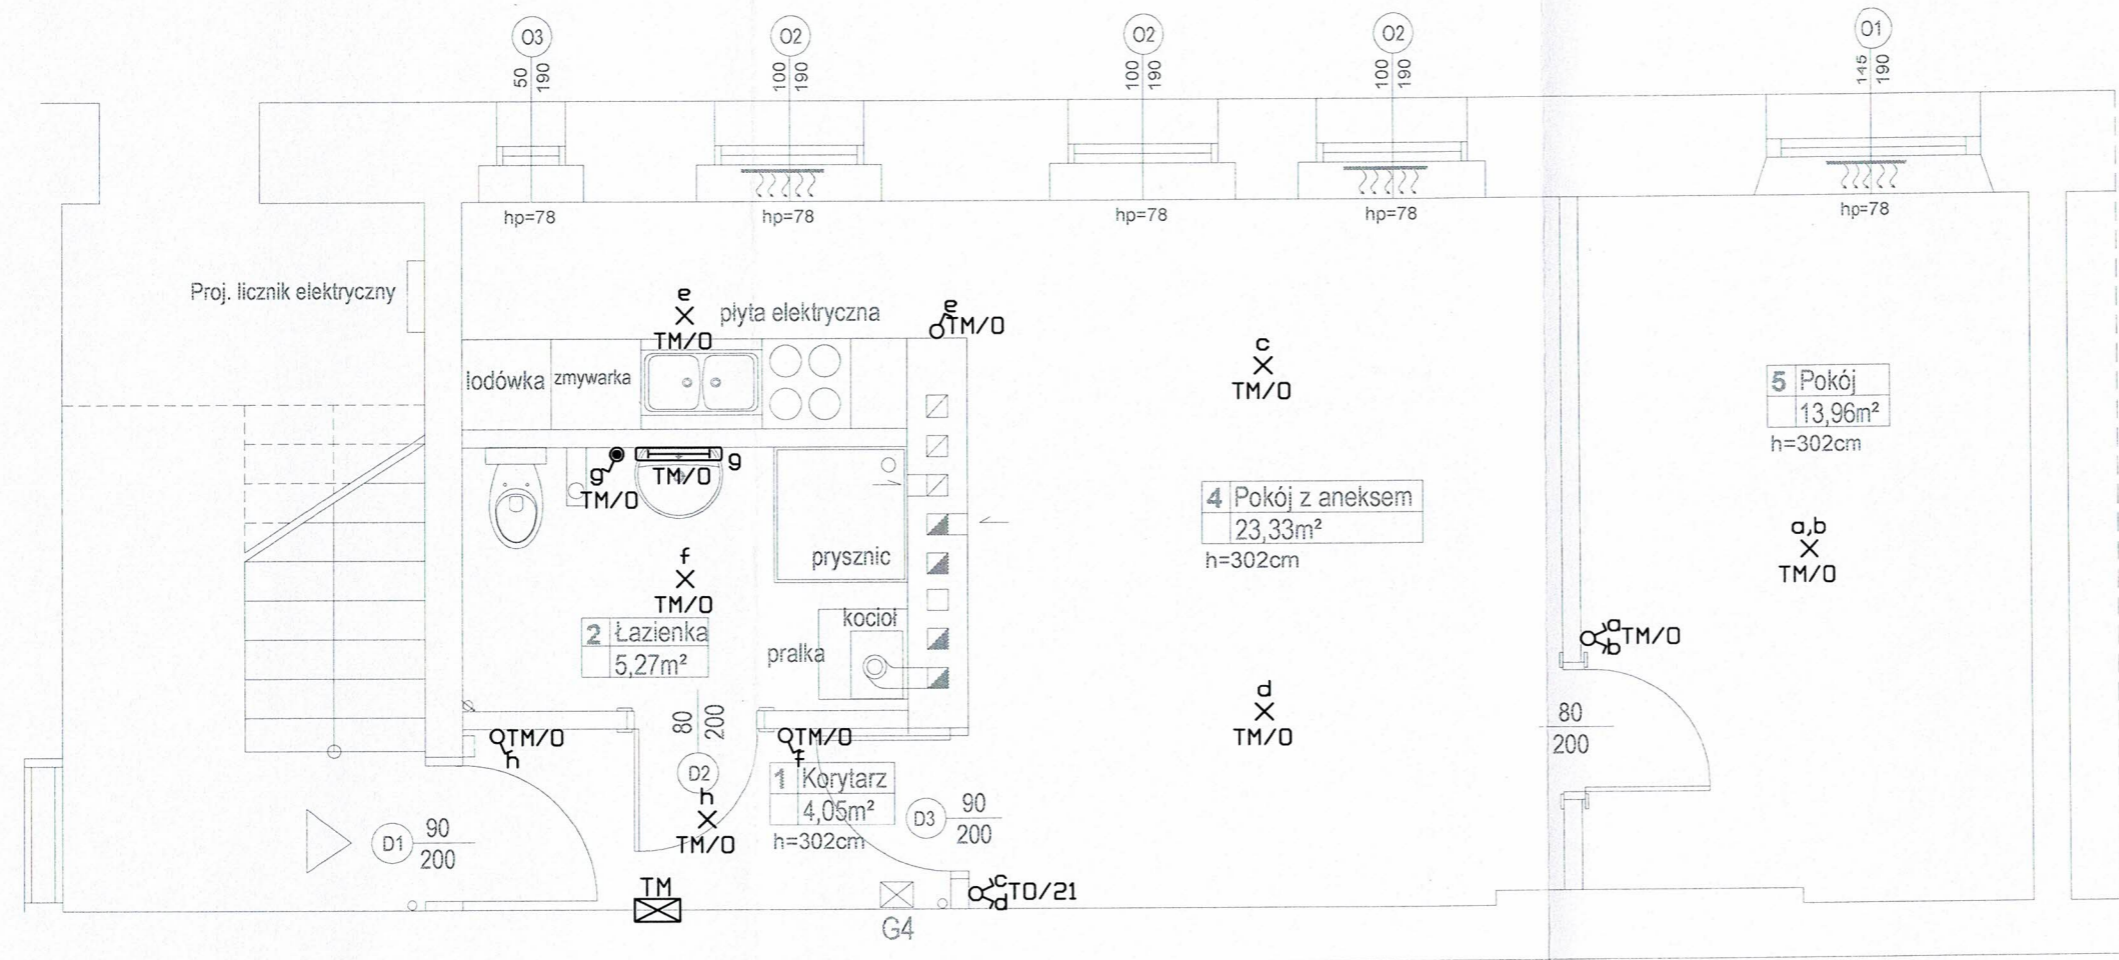 O3
50
190
O2
100
190
O2
100
190
O2
100
190
O1
145
190
hp=78
hp=78
hp=78
hp=78
hp=78
Proj. licznik elektryczny
e
TM/O
płyta elektryczna
e
TM/O
lodówka
zmywarka
c
TM/O
5 Pokój
13,96m²
h=302cm
g
TM/O
TM/O
g
4 Pokój z aneksem
23,33m²
h=302cm
prysznic
a,b
TM/O
f
TM/O
2 Łazienka
5,27m²
kocioł
pralka
a
b
TM/O
d
TM/O
80
200
80
200
TM/O
h
TM/O
f
D2
h
TM/O
1 Korytarz
4,05m²
h=302cm
D3
90
200
D1
90
200
TM
c
d
TO/21
G4